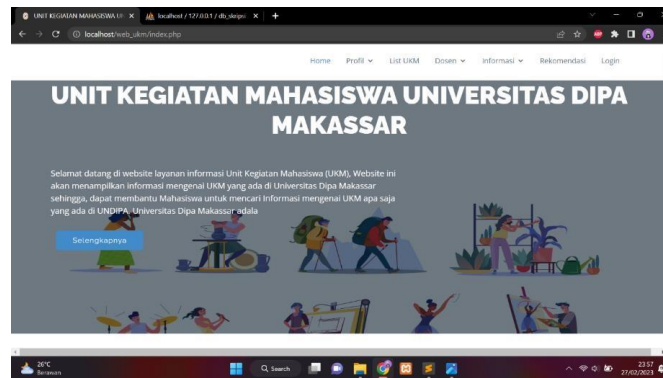 UNIT KEGIATAN MAHASISWA UN
localhost / 127.0.0.1 / db_skripsi
localhost/web_ukm/index.php
Home Profil List UKM Dosen Informasi Rekomendasi Login
UNIT KEGIATAN MAHASISWA UNIVERSITAS DIPA
MAKASSAR
Selamat datang di website layanan informasi Unit Kegiatan Mahasiswa (UKM), Website ini
akan menampilkan informasi mengenai UKM yang ada di Universitas Dipa Makassar
sehingga, dapat membantu Mahasiswa untuk mencari Informasi mengenai UKM apa saja
yang ada di UNDIPA. Universitas Dipa Makassar adala
Selengkapnya
26°C
Berawan
Search
23:57
27/02/2023